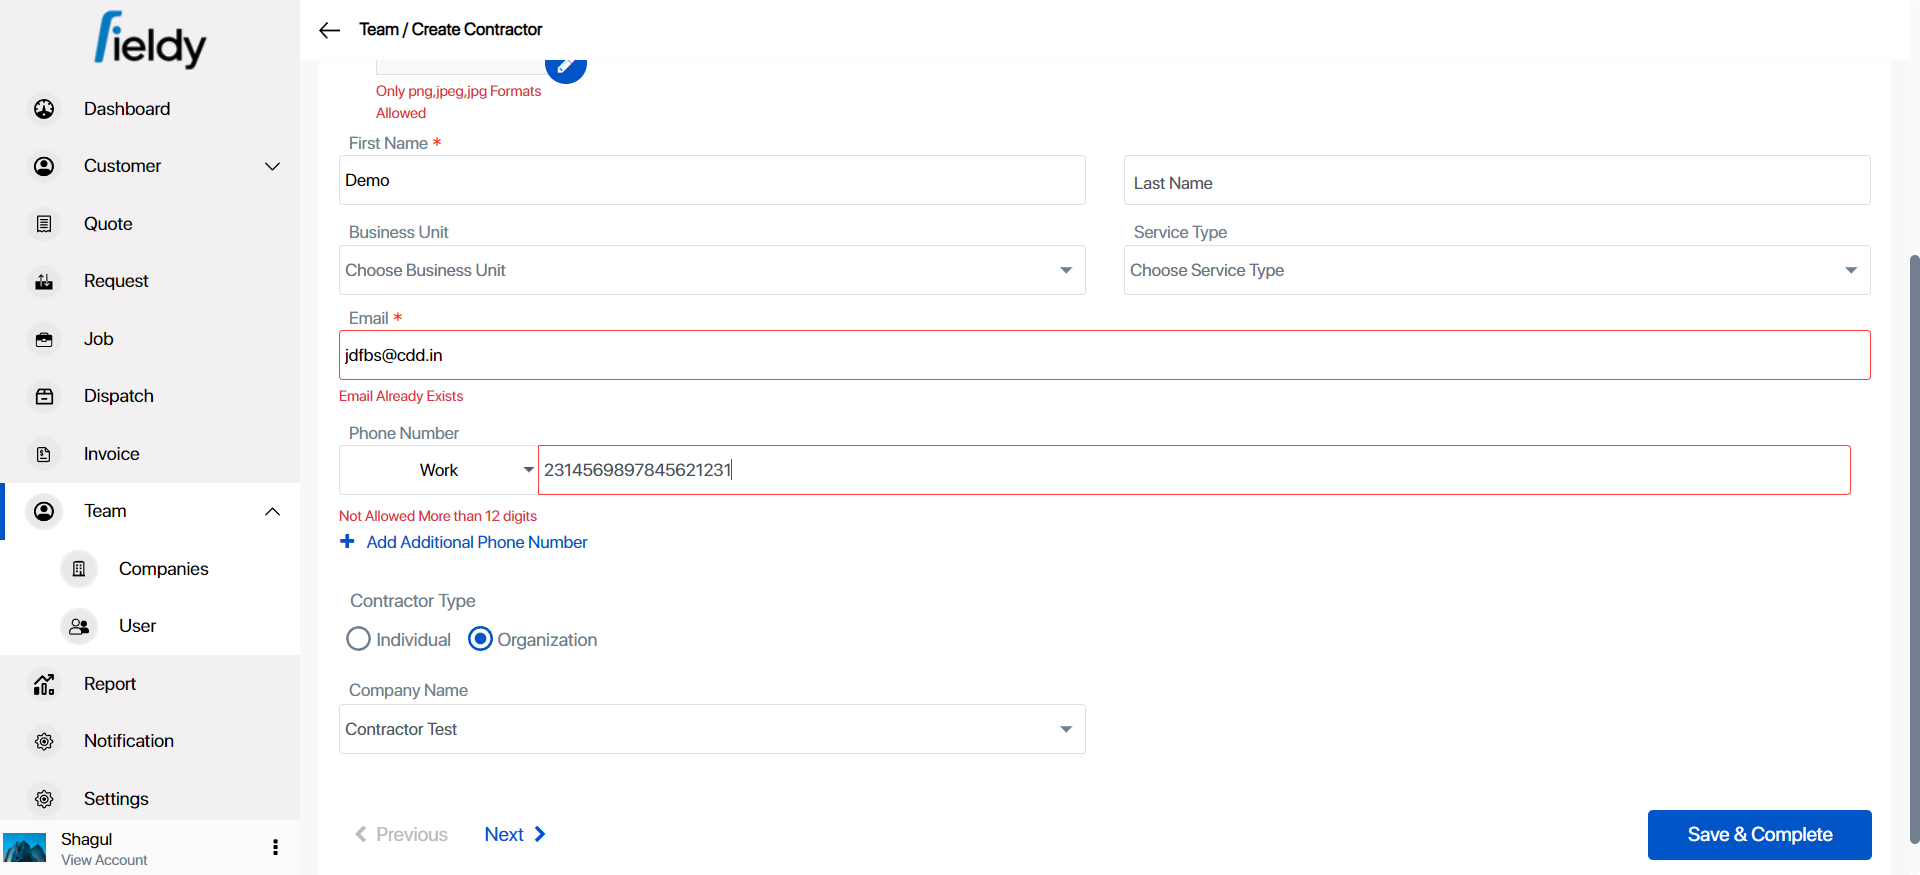 fieldy
Dashboard
Customer
Quote
Request
Job
Dispatch
Invoice
Team
Companies
User
Report
Notification
Settings
Shagul
View Account
Team / Create Contractor
Only png,jpeg,jpg Formats
Allowed
First Name *
Demo
Last Name
Business Unit
Choose Business Unit
Service Type
Choose Service Type
Email *
jdfbs@cdd.in
Email Already Exists
Phone Number
Work
2314569897845621231
Not Allowed More than 12 digits
+ Add Additional Phone Number
Contractor Type
Individual
Organization
Company Name
Contractor Test
Previous
Next
Save & Complete